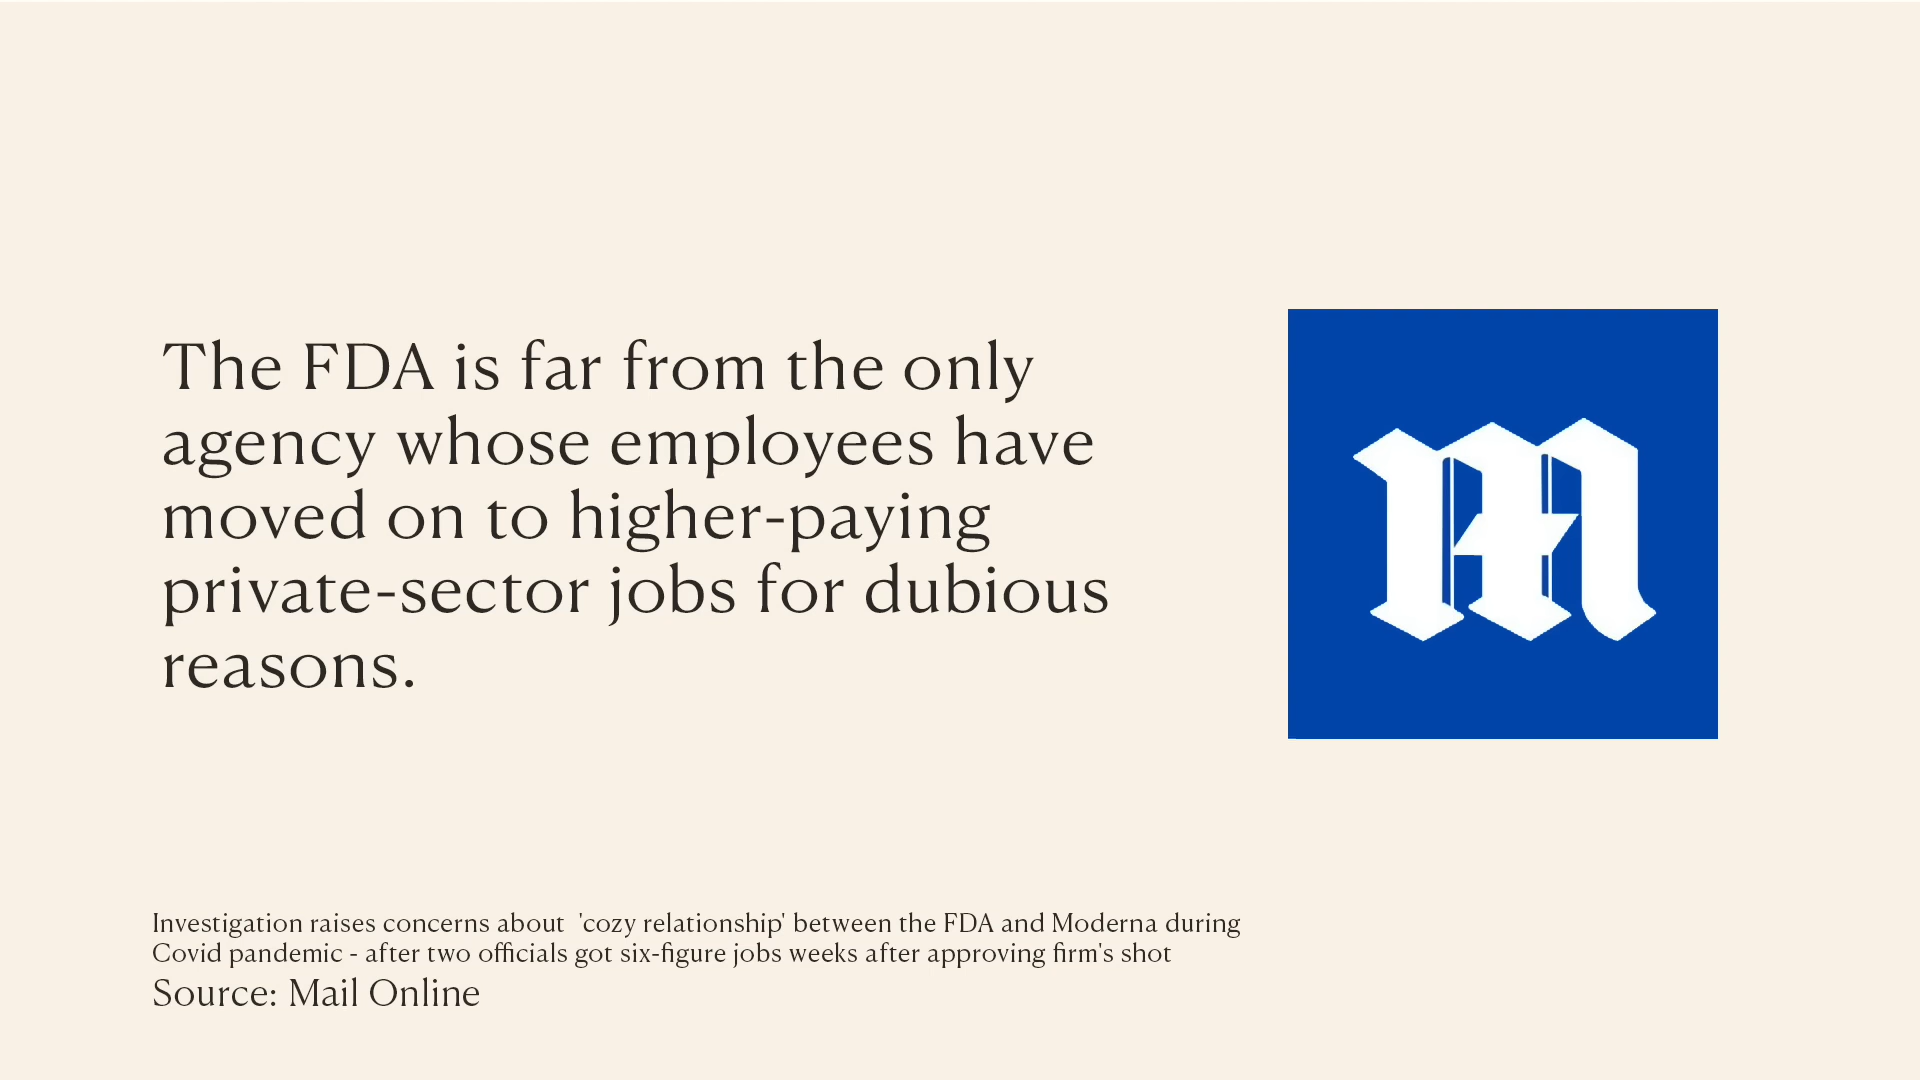 The FDA is far from the only
agency whose employees have
moved on to higher-paying
private-sector jobs for dubious
reasons.
m
Investigation raises concerns about  'cozy relationship' between the FDA and Moderna during
Covid pandemic - after two officials got six-figure jobs weeks after approving firm's shot
Source: Mail Online